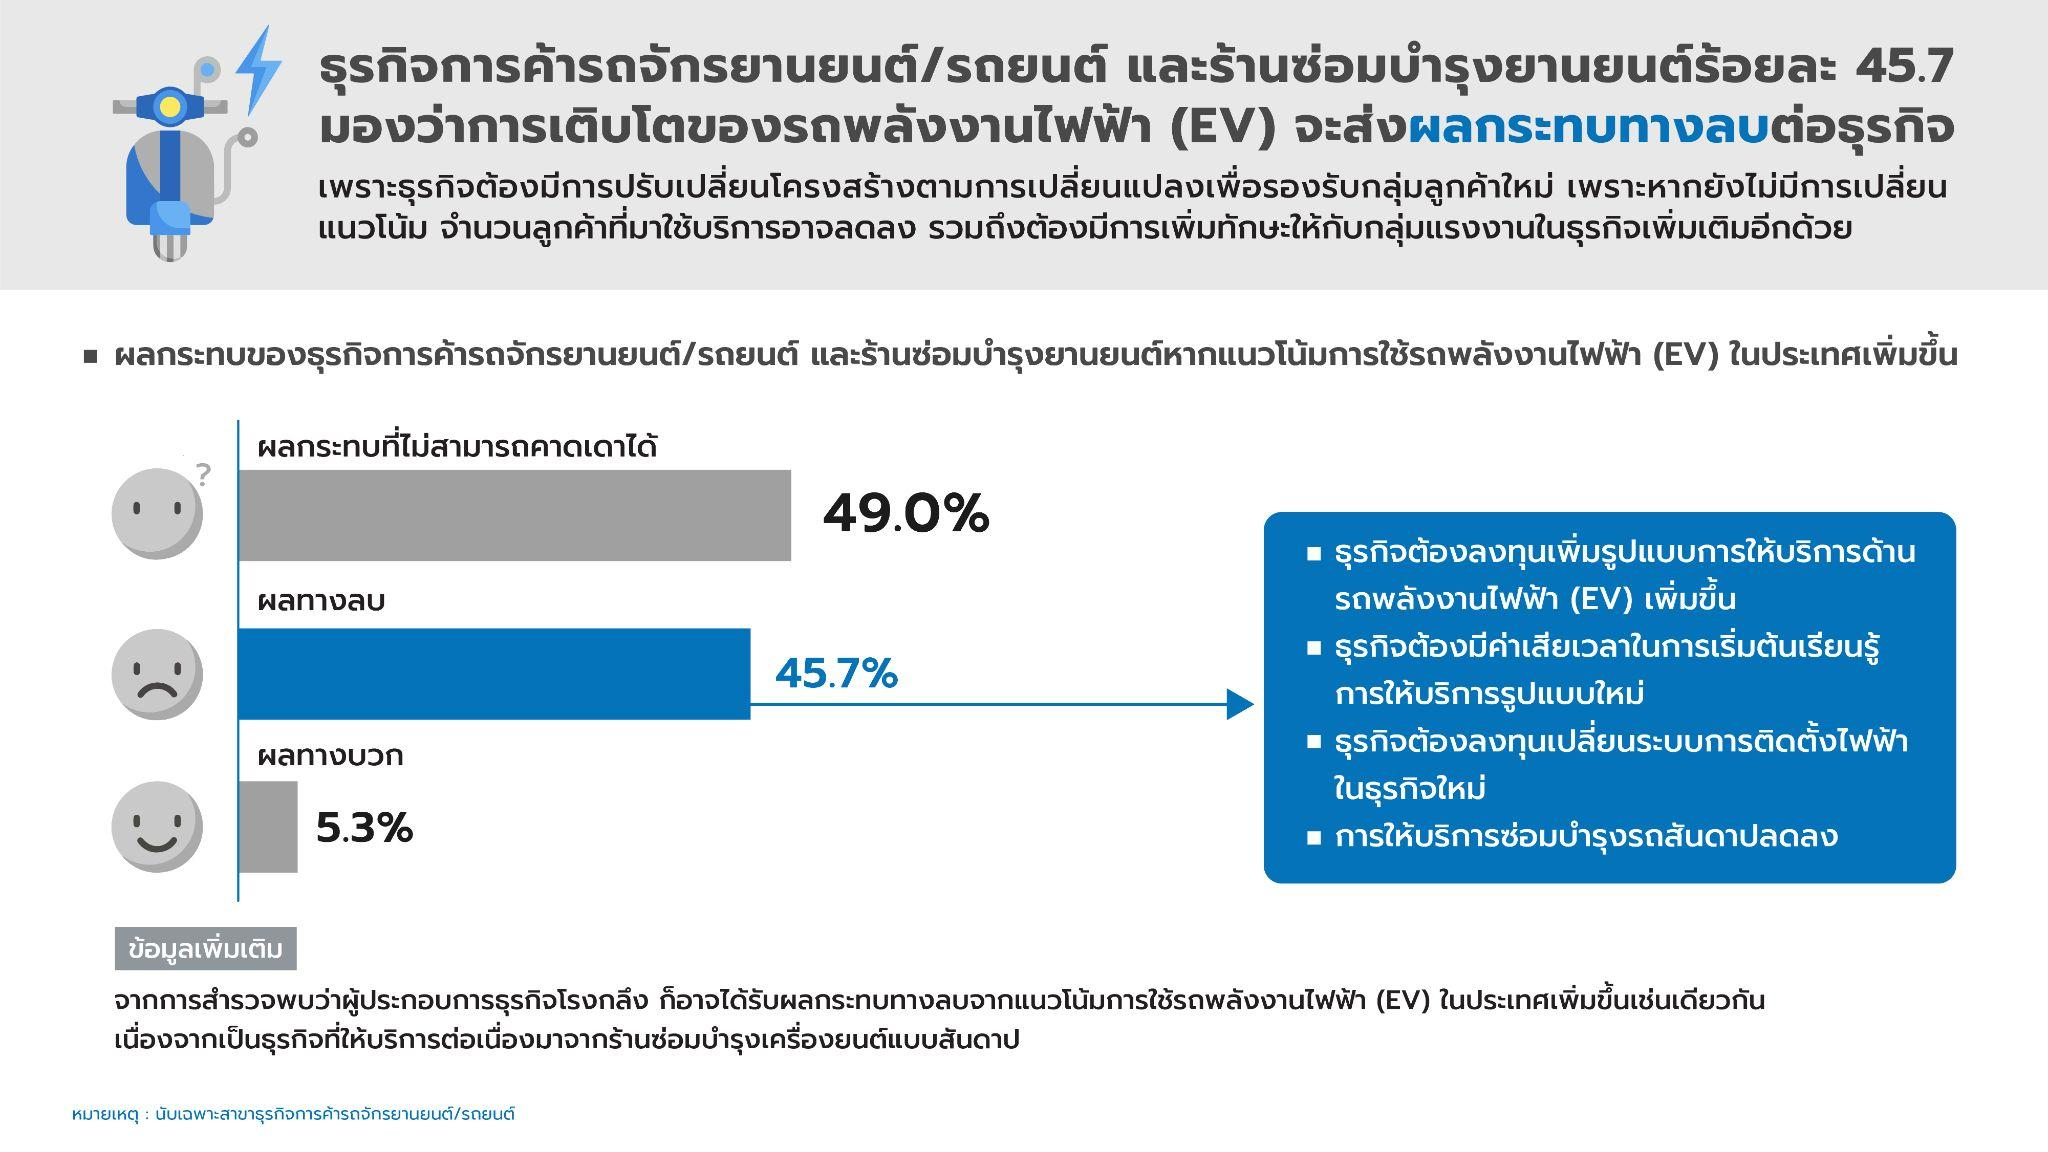 ธุรกิจการค้ารถจักรยานยนต์/รถยนต์ และร้านซ่อมบำรุงยานยนต์ร้อยละ 45.7
มองว่าการเติบโตของรถพลังงานไฟฟ้า (EV) จะส่งผลกระทบทางลบต่อธุรกิจ
เพราะธุรกิจต้องมีการปรับเปลี่ยนโครงสร้างตามการเปลี่ยนแปลงเพื่อรองรับกลุ่มลูกค้าใหม่ เพราะหากยังไม่มีการเปลี่ยน
แนวโน้ม จำนวนลูกค้าที่มาใช้บริการอาจลดลง รวมถึงต้องมีการเพิ่มทักษะให้กับกลุ่มแรงงานในธุรกิจเพิ่มเติมอีกด้วย
▪ ผลกระทบของธุรกิจการค้ารถจักรยานยนต์/รถยนต์ และร้านซ่อมบำรุงยานยนต์หากแนวโน้มการใช้รถพลังงานไฟฟ้า (EV) ในประเทศเพิ่มขึ้น
ผลกระทบที่ไม่สามารถคาดเดาได้
?
49.0%
ผลทางลบ
45.7%
ผลทางบวก
5.3%
▪ ธุรกิจต้องลงทุนเพิ่มรูปแบบการให้บริการด้าน
รถพลังงานไฟฟ้า (EV) เพิ่มขึ้น
▪ ธุรกิจต้องมีค่าเสียเวลาในการเริ่มต้นเรียนรู้
การให้บริการรูปแบบใหม่
▪ ธุรกิจต้องลงทุนเปลี่ยนระบบการติดตั้งไฟฟ้า
ในธุรกิจใหม่
▪ การให้บริการซ่อมบำรุงรถสันดาปลดลง
ข้อมูลเพิ่มเติม
จากการสำรวจพบว่าผู้ประกอบการธุรกิจโรงกลึง ก็อาจได้รับผลกระทบทางลบจากแนวโน้มการใช้รถพลังงานไฟฟ้า (EV) ในประเทศเพิ่มขึ้นเช่นเดียวกัน
เนื่องจากเป็นธุรกิจที่ให้บริการต่อเนื่องมาจากร้านซ่อมบำรุงเครื่องยนต์แบบสันดาป
หมายเหตุ : นับเฉพาะสาขาธุรกิจการค้ารถจักรยานยนต์/รถยนต์